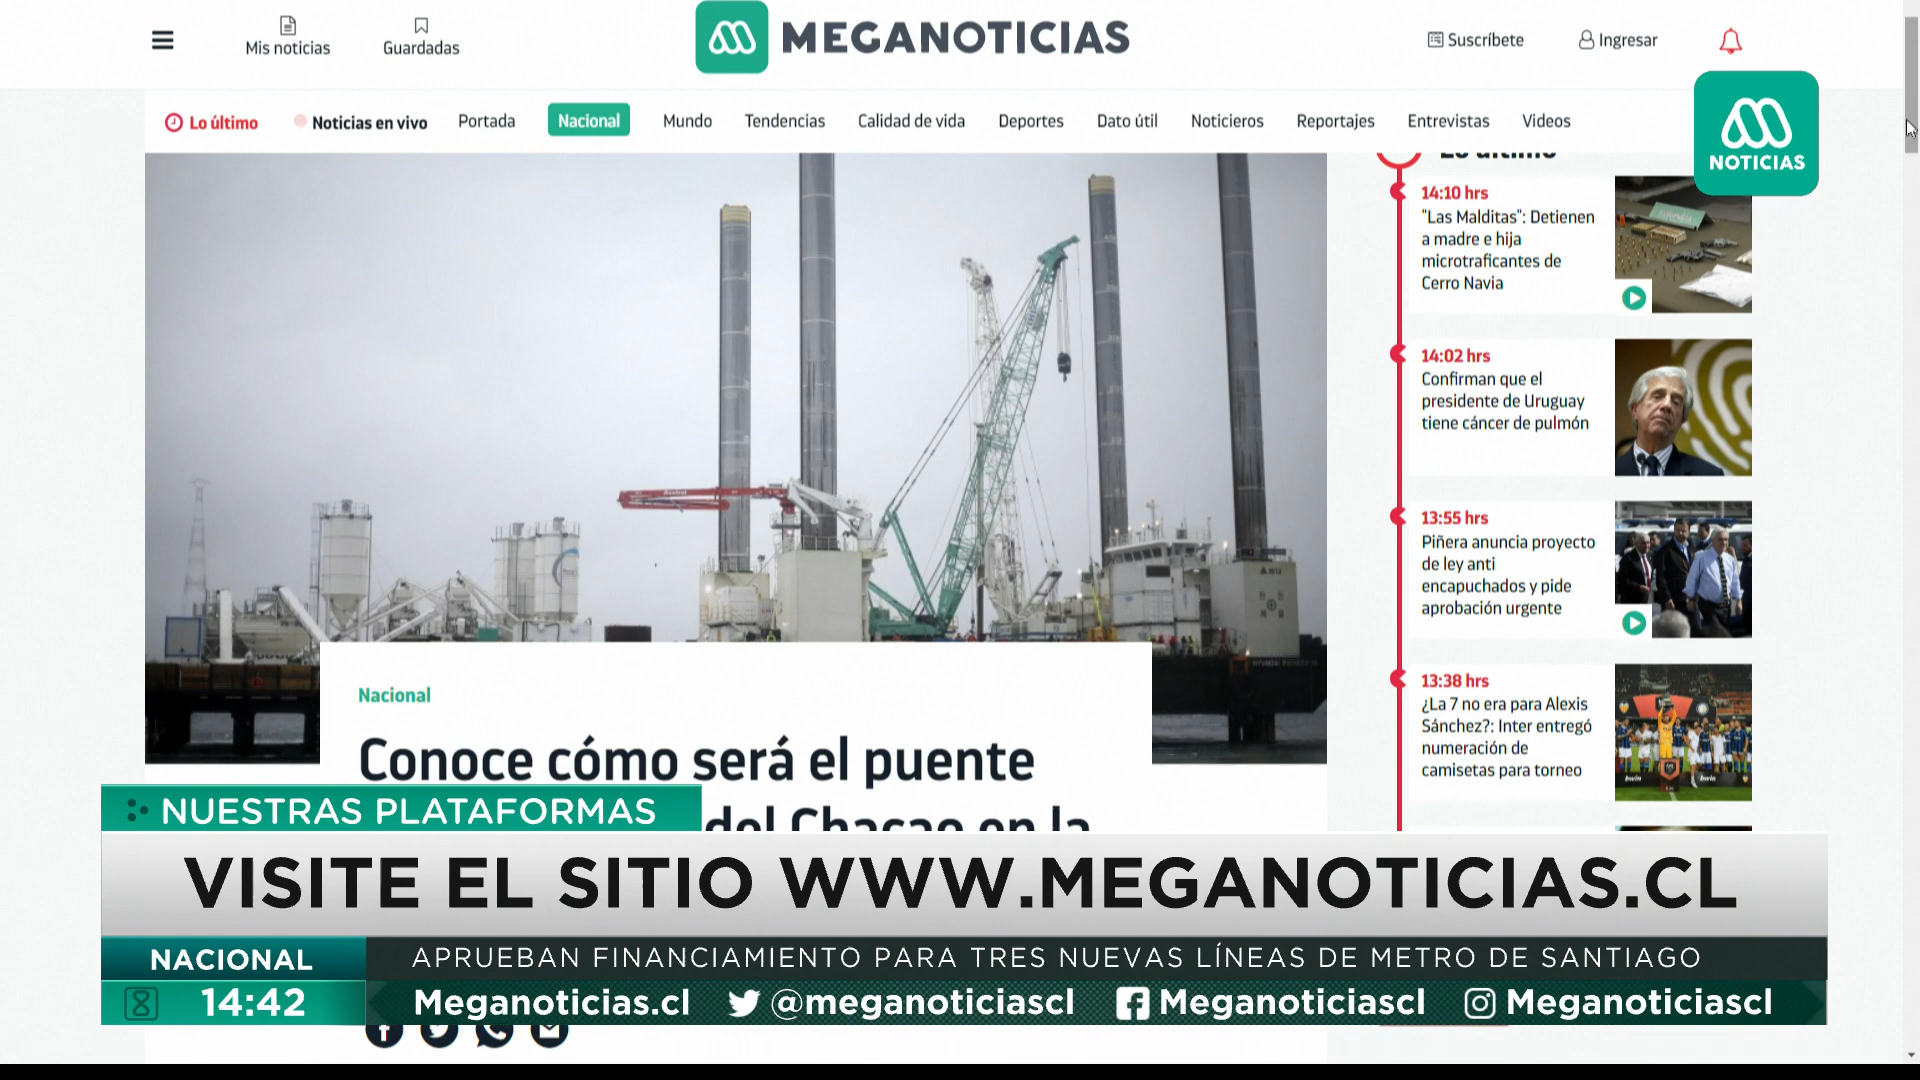 Mis noticias
Guardadas
MEGANOTICIAS
Suscríbete
Ingresar
NOTICIAS
Lo último
Noticias en vivo
Portada
Nacional
Mundo
Tendencias
Calidad de vida
Deportes
Dato útil
Noticieros
Reportajes
Entrevistas
Videos
14:10 hrs
"Las Malditas": Detienen
a madre e hija
microtraficantes de
Cerro Navia
14:02 hrs
Confirman que el
presidente de Uruguay
tiene cáncer de pulmón
13:55 hrs
Piñera anuncia proyecto
de ley anti
encapuchados y pide
aprobación urgente
13:38 hrs
¿La 7 no era para Alexis
Sánchez?: Inter entregó
numeración de
camisetas para torneo
Nacional
Conoce cómo será el puente
del Chacao en la
NUESTRAS PLATAFORMAS
VISITE EL SITIO WWW.MEGANOTICIAS.CL
NACIONAL
APRUEBAN FINANCIAMIENTO PARA TRES NUEVAS LÍNEAS DE METRO DE SANTIAGO
14:42
Meganoticias.cl
@meganoticiascl
Meganoticiascl
Meganoticiascl